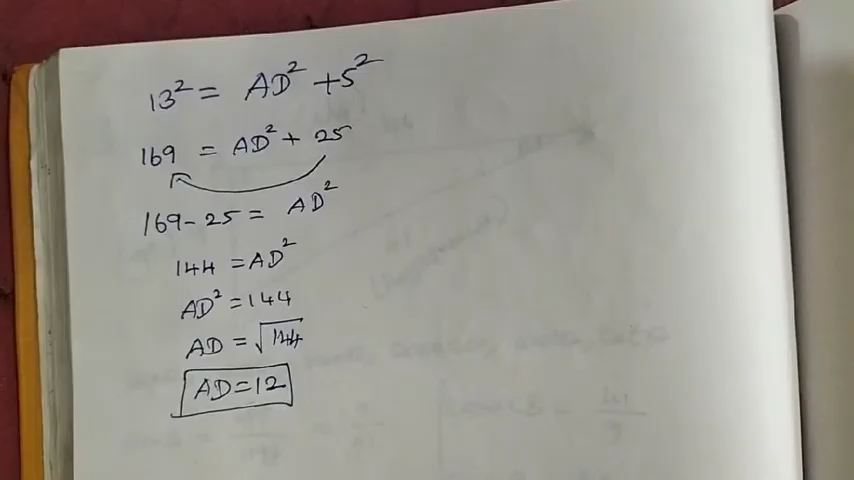 13² = AD² + 5²
169 = AD² + 25
169 - 25 = AD²
144 = AD²
AD² = 144
AD = √144
AD = 12